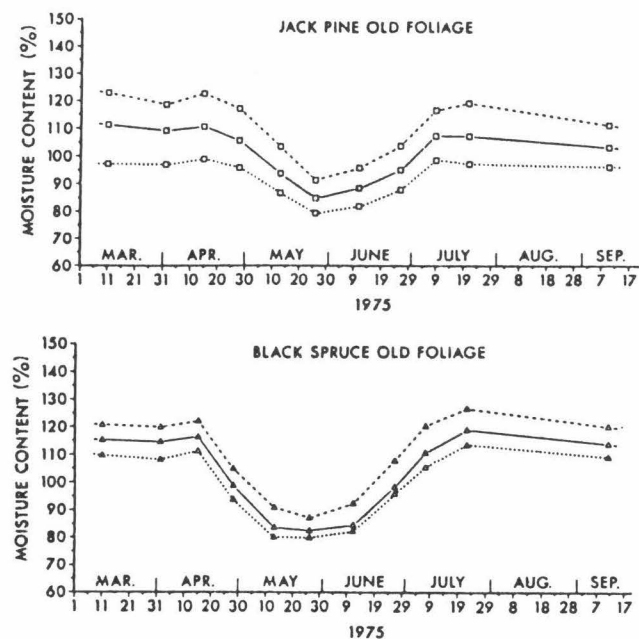 JACK PINE OLD FOLIAGE
MOISTURE CONTENT (%)
150
140
130
120
110
100
90
80
70
60
MAR. APR. MAY JUNE JULY AUG. SEP.
1 11 21 31 10 20 30 10 20 30 9 19 29 9 19 29 8 18 28 7 17
1975
BLACK SPRUCE OLD FOLIAGE
MOISTURE CONTENT (%)
150
140
130
120
110
100
90
80
70
60
MAR. APR. MAY JUNE JULY AUG. SEP.
1 11 21 31 10 20 30 10 20 30 9 19 29 9 19 29 8 18 28 7 17
1975